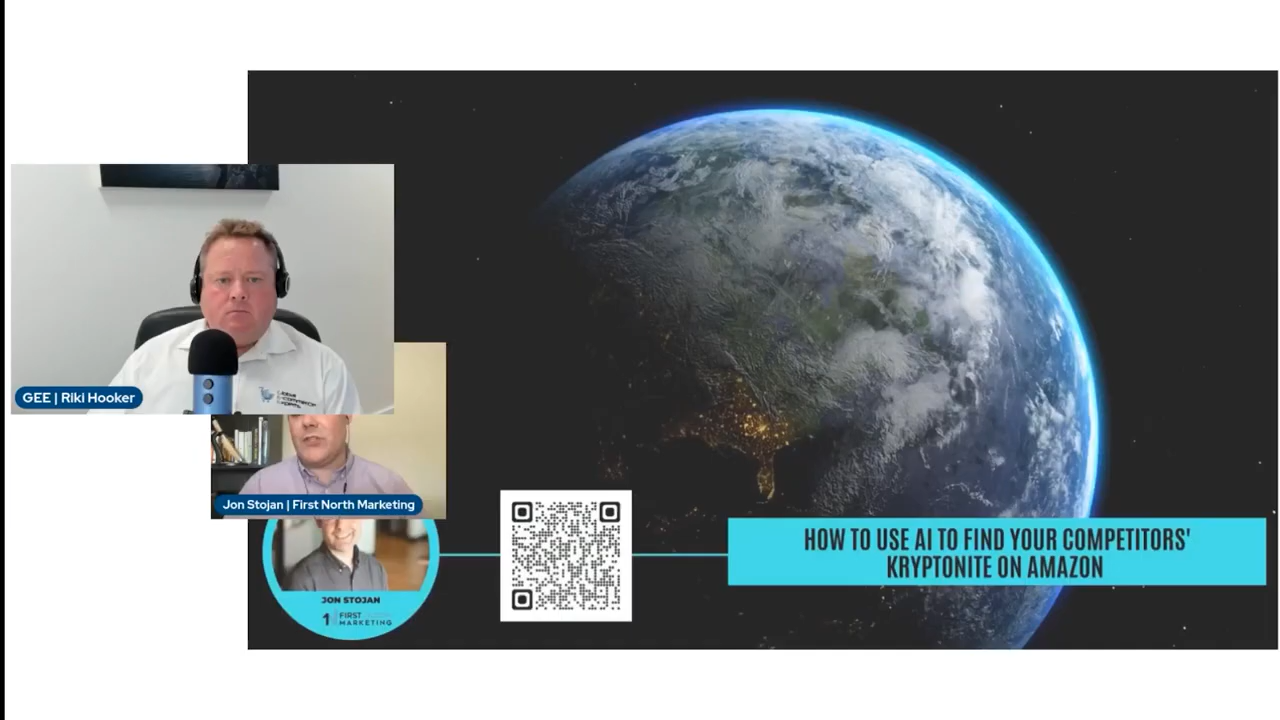 GEE | Riki Hooker
Jon Stojan | First North Marketing
HOW TO USE AI TO FIND YOUR COMPETITORS'
KRYPTONITE ON AMAZON
JON STOJAN
1 FIRST
MARKETING